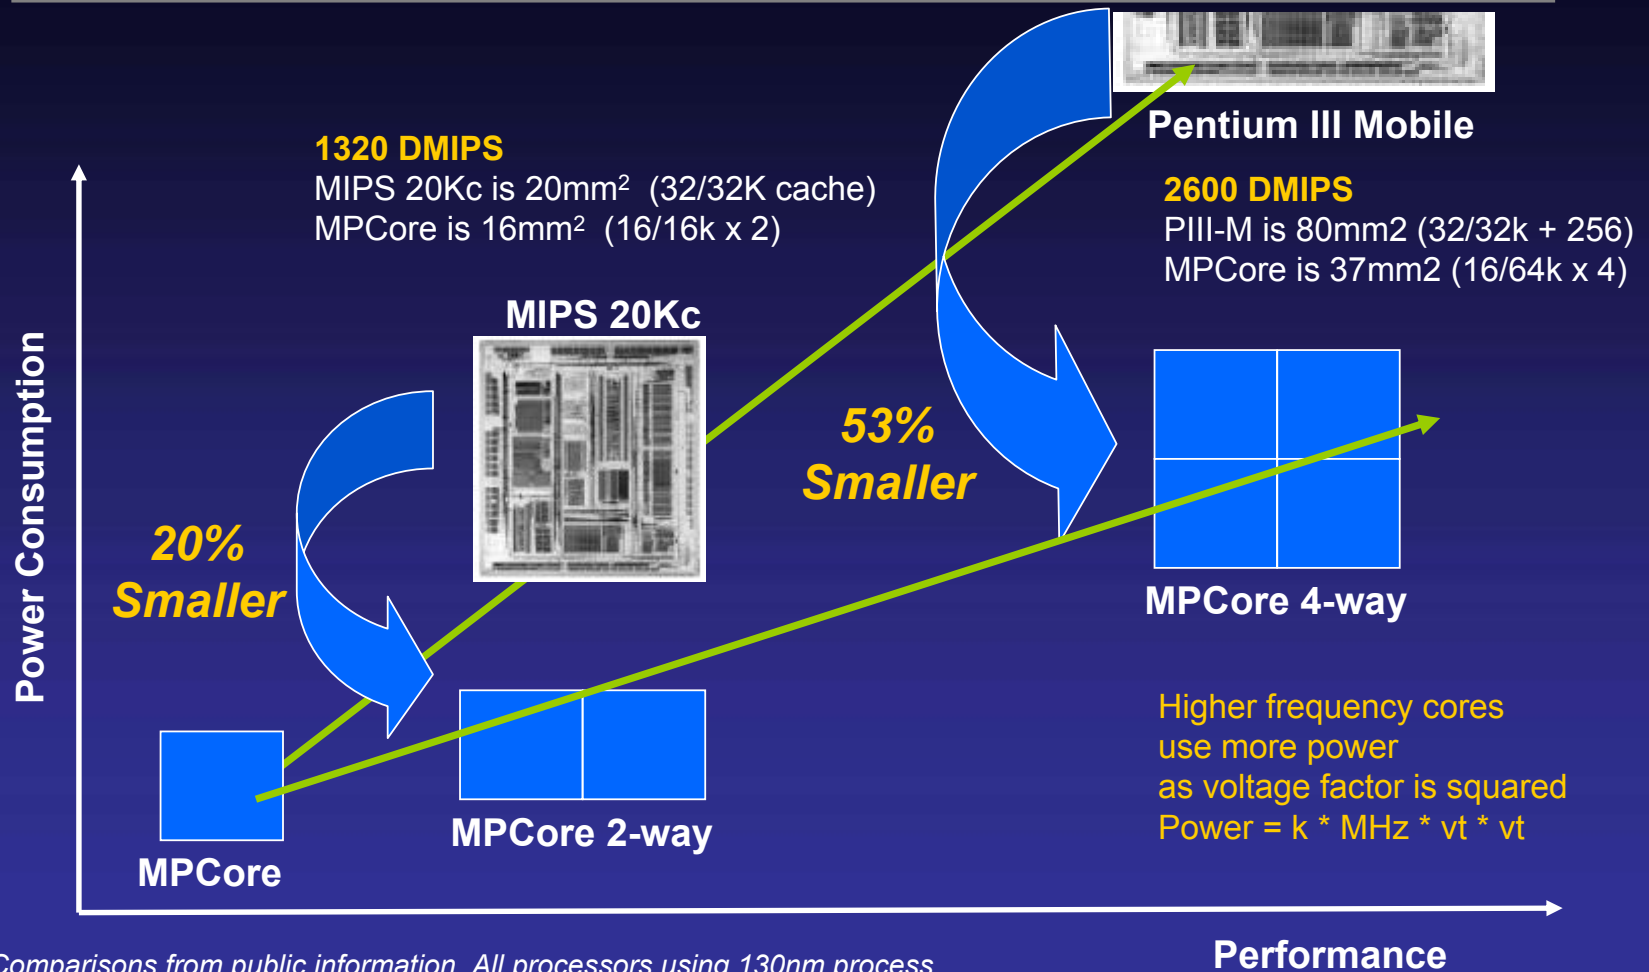 Pentium III Mobile
1320 DMIPS
MIPS 20Kc is 20mm² (32/32K cache)
MPCore is 16mm² (16/16k x 2)
2600 DMIPS
PIII-M is 80mm2 (32/32k + 256)
MPCore is 37mm2 (16/64k x 4)
MIPS 20Kc
Power Consumption
53%
Smaller
20%
Smaller
MPCore 4-way
Higher frequency cores
use more power
as voltage factor is squared
Power = k * MHz * vt * vt
MPCore 2-way
MPCore
Performance
Comparisons from public information. All processors using 130nm process